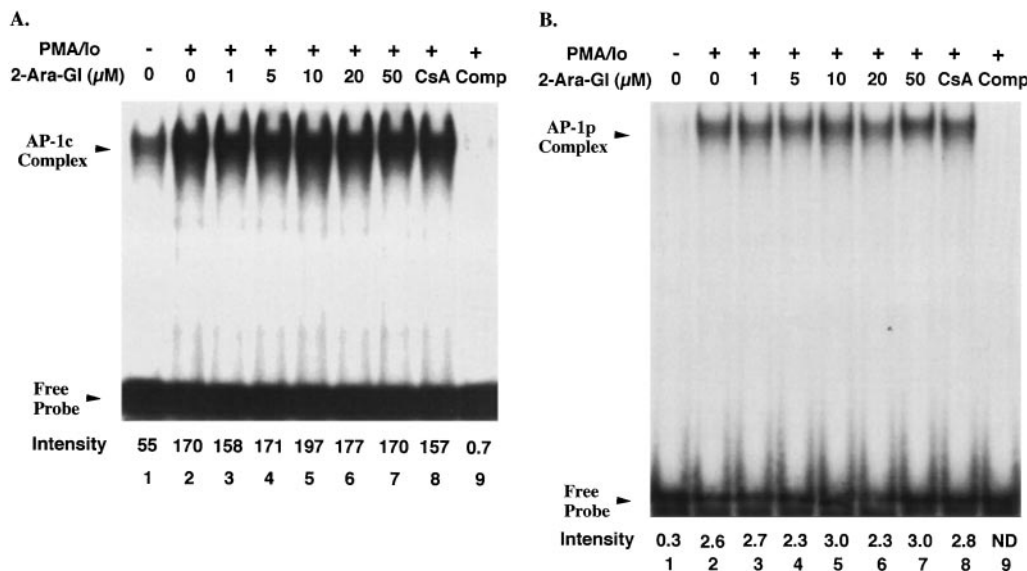 A.
PMA/Io - + + + + + + + +
2-Ara-Gl (µM) 0 0 1 5 10 20 50 CsA Comp
AP-1c
Complex
Free
Probe
Intensity 55 170 158 171 197 177 170 157 0.7
1 2 3 4 5 6 7 8 9
B.
PMA/Io - + + + + + + + +
2-Ara-Gl (µM) 0 0 1 5 10 20 50 CsA Comp
AP-1p
Complex
Free
Probe
Intensity 0.3 2.6 2.7 2.3 3.0 2.3 3.0 2.8 ND
1 2 3 4 5 6 7 8 9